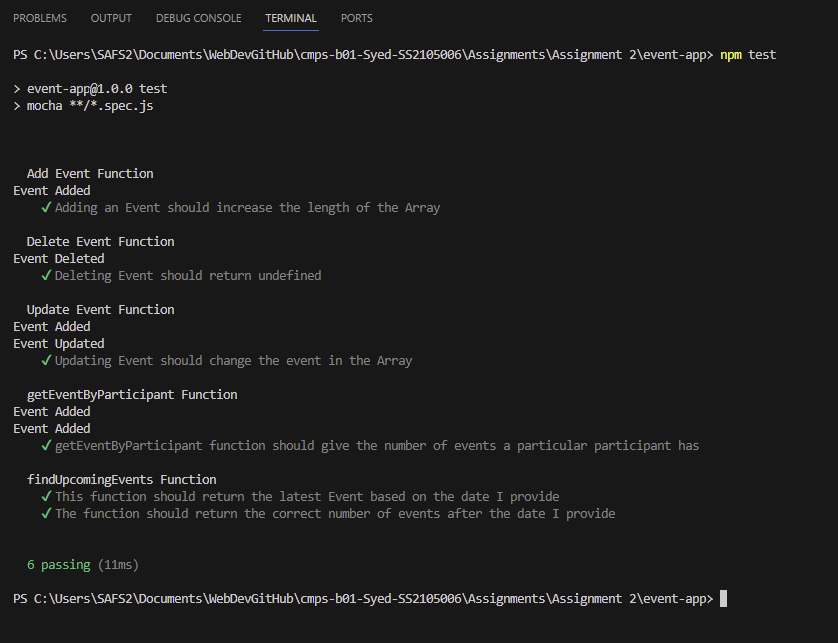 PROBLEMS OUTPUT DEBUG CONSOLE TERMINAL PORTS
PS C:\Users\SAFS2\Documents\WebDevGitHub\cmps-b01-Syed-SS2105006\Assignments\Assignment 2\event-app> npm test
> event-app@1.0.0 test
> mocha **/*.spec.js
Add Event Function
Event Added
✓ Adding an Event should increase the length of the Array
Delete Event Function
Event Deleted
✓ Deleting Event should return undefined
Update Event Function
Event Added
Event Updated
✓ Updating Event should change the event in the Array
getEventByParticipant Function
Event Added
Event Added
✓ getEventByParticipant function should give the number of events a particular participant has
findUpcomingEvents Function
✓ This function should return the latest Event based on the date I provide
✓ The function should return the correct number of events after the date I provide
6 passing (11ms)
PS C:\Users\SAFS2\Documents\WebDevGitHub\cmps-b01-Syed-SS2105006\Assignments\Assignment 2\event-app>